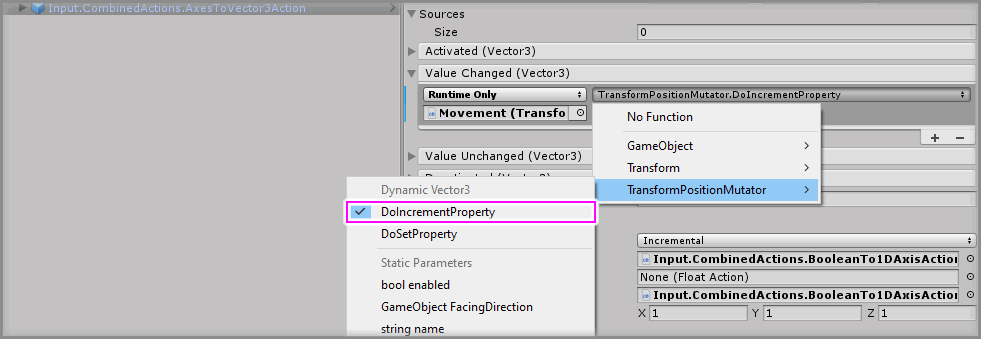 Input.CombinedActions.AxesToVector3Action
Sources
Size 0
Activated (Vector3)
Value Changed (Vector3)
Runtime Only TransformPositionMutator.DoIncrementProperty
Movement (Transfo
No Function
GameObject
Transform
TransformPositionMutator
Value Unchanged (Vector3)
Dynamic Vector3
DoIncrementProperty
DoSetProperty
Static Parameters
bool enabled
GameObject FacingDirection
string name
Incremental
Input.CombinedActions.BooleanTo1DAxisAction
None (Float Action)
Input.CombinedActions.BooleanTo1DAxisAction
X 1 Y 1 Z 1